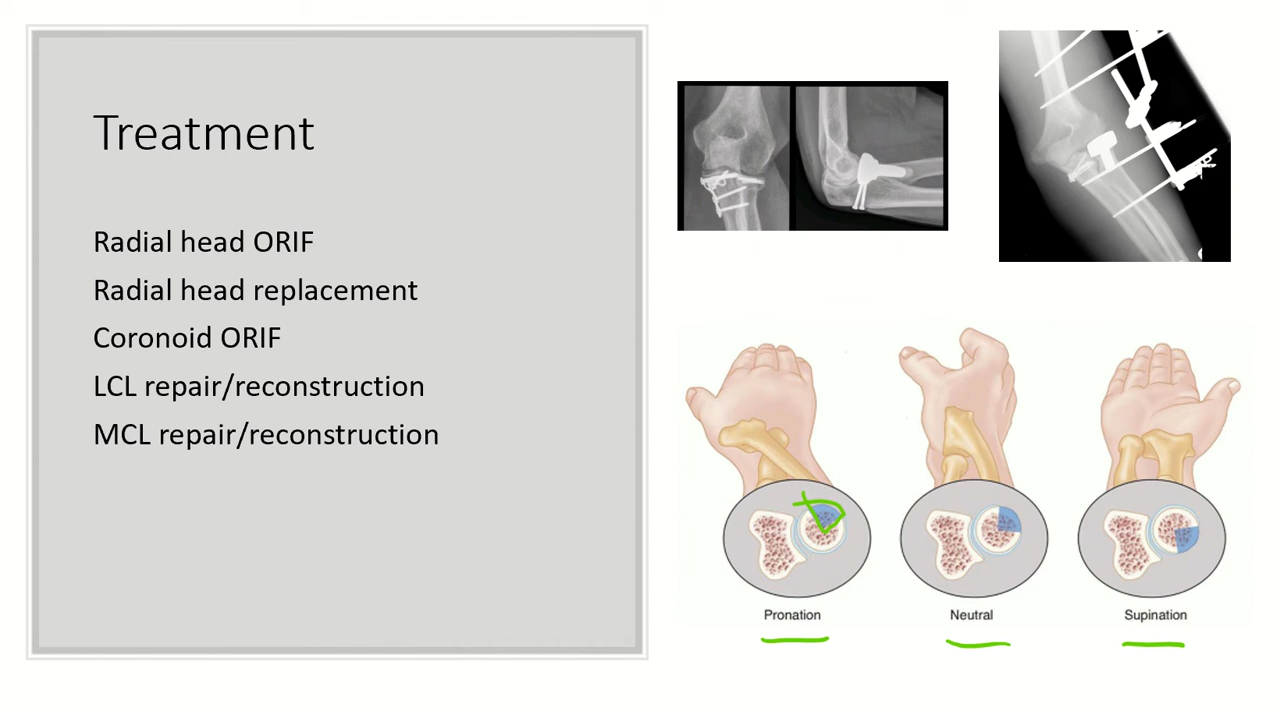 Treatment
Radial head ORIF
Radial head replacement
Coronoid ORIF
LCL repair/reconstruction
MCL repair/reconstruction
Pronation
Neutral
Supination